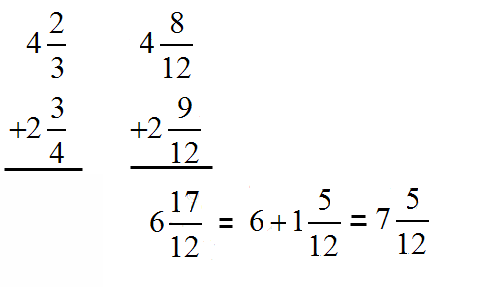 4 2/3    4 8/12
+2 3/4    +2 9/12
6 17/12 = 6+1 5/12 = 7 5/12